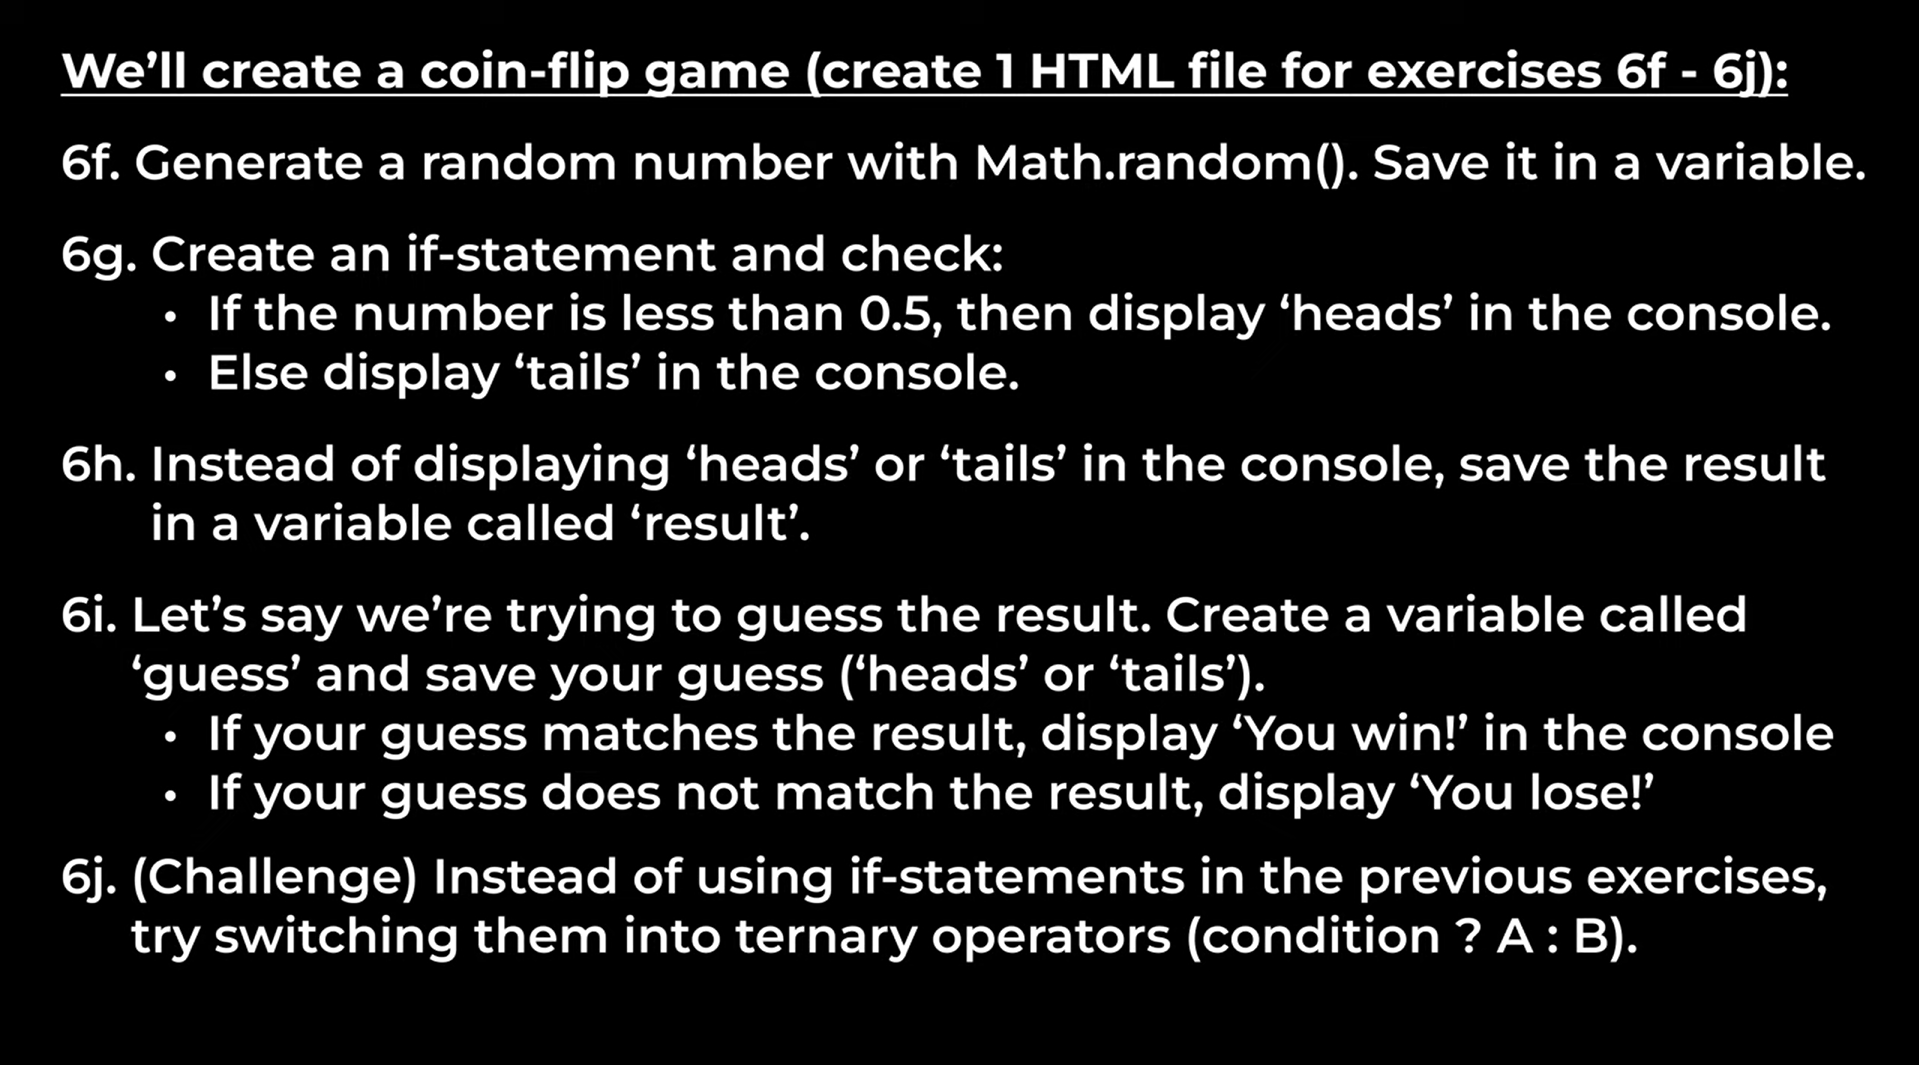 We’ll create a coin-flip game (create 1 HTML file for exercises 6f - 6j):
6f. Generate a random number with Math.random(). Save it in a variable.
6g. Create an if-statement and check:
• If the number is less than 0.5, then display ‘heads’ in the console.
• Else display ‘tails’ in the console.
6h. Instead of displaying ‘heads’ or ‘tails’ in the console, save the result
in a variable called ‘result’.
6i. Let’s say we’re trying to guess the result. Create a variable called
‘guess’ and save your guess (‘heads’ or ‘tails’).
• If your guess matches the result, display ‘You win!’ in the console
• If your guess does not match the result, display ‘You lose!’
6j. (Challenge) Instead of using if-statements in the previous exercises,
try switching them into ternary operators (condition ? A : B).